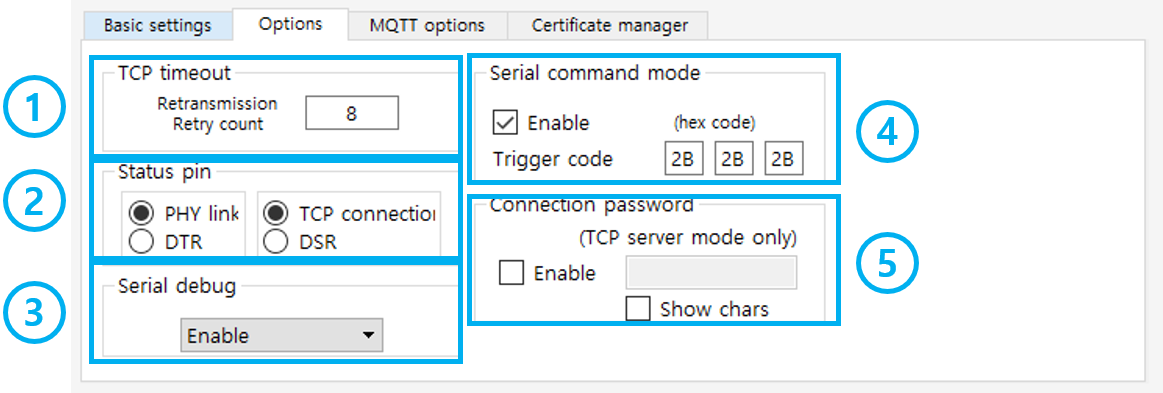 Basic settings
Options
MQTT options
Certificate manager
1
TCP timeout
Retransmission
Retry count
8
2
Status pin
PHY link
TCP connection
DTR
DSR
3
Serial debug
Enable
Serial command mode
4
Enable
(hex code)
Trigger code
2B 2B 2B
Connection password
5
(TCP server mode only)
Enable
Show chars